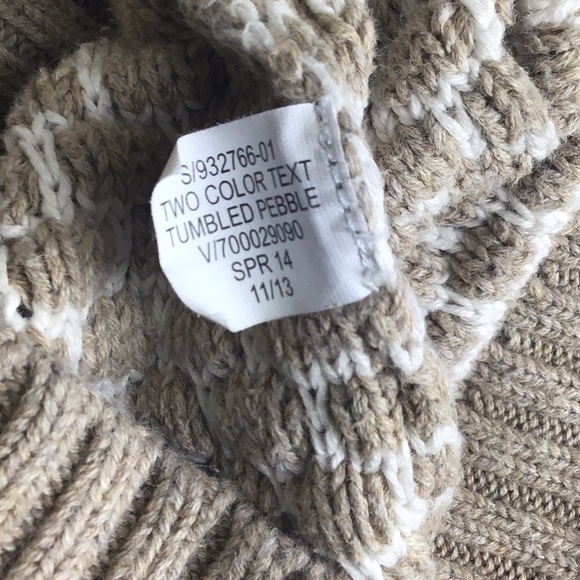 S/932766-01
TWO COLOR TEXT
TUMBLED PEBBLE
V/700029090
SPR 14
11/13